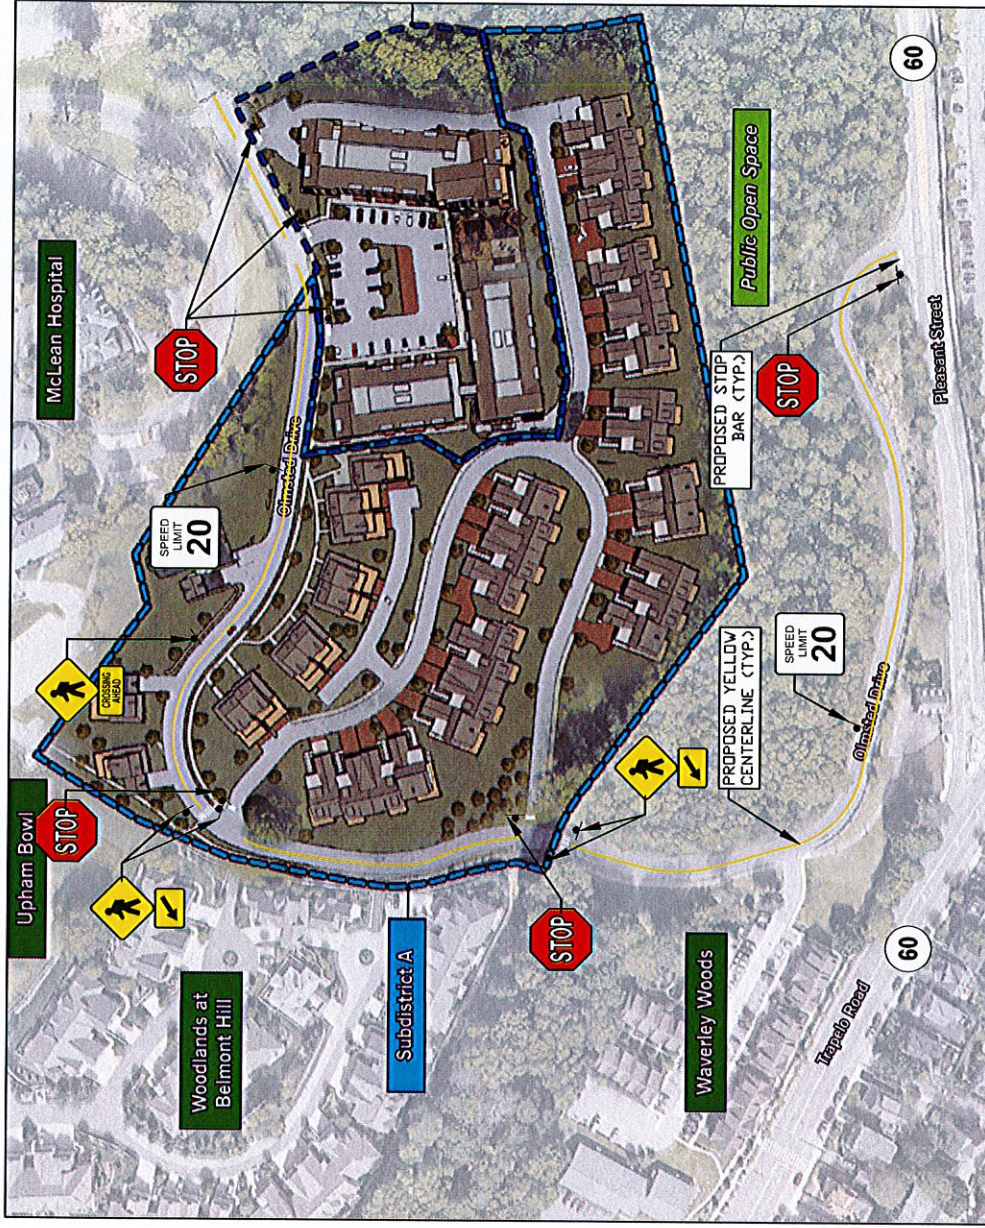 McLean Hospital
STOP
60
Public Open Space
PROPOSED STOP
BAR (TYP.)
STOP
Pleasant Street
SPEED
LIMIT
20
Olmsted Drive
CROSSING
AHEAD
Upham Bowl
STOP
Woodlands at
Belmont Hill
Subdistrict A
STOP
PROPOSED YELLOW
CENTERLINE (TYP.)
SPEED
LIMIT
20
Olmsted Drive
Waverley Woods
60
Trapelo Road